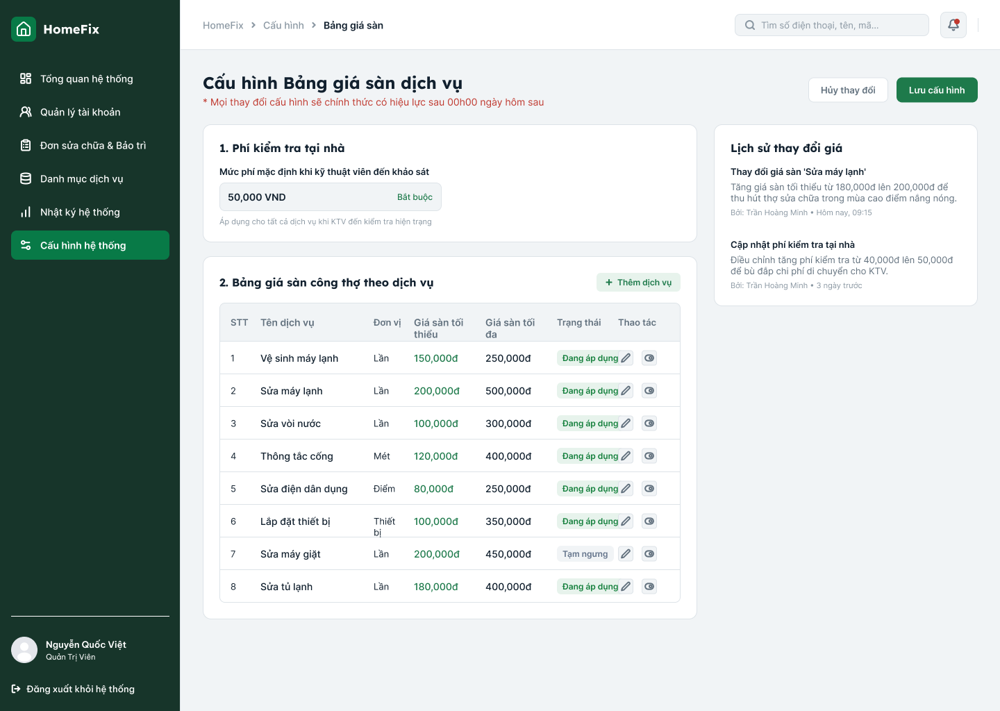 HomeFix
Tổng quan hệ thống
Quản lý tài khoản
Đơn sửa chữa & Bảo trì
Danh mục dịch vụ
Nhật ký hệ thống
Cấu hình hệ thống
Nguyễn Quốc Việt
Quản Trị Viên
Đăng xuất khỏi hệ thống
HomeFix > Cấu hình > Bảng giá sàn
Tìm số điện thoại, tên, mã...
Cấu hình Bảng giá sàn dịch vụ
* Mọi thay đổi cấu hình sẽ chính thức có hiệu lực sau 00h00 ngày hôm sau
Hủy thay đổi
Lưu cấu hình
1. Phí kiểm tra tại nhà
Mức phí mặc định khi kỹ thuật viên đến khảo sát
50,000 VND Bắt buộc
Áp dụng cho tất cả dịch vụ khi KTV đến kiểm tra hiện trạng
2. Bảng giá sàn công thợ theo dịch vụ
+ Thêm dịch vụ
STT Tên dịch vụ Đơn vị Giá sàn tối thiểu Giá sàn tối đa Trạng thái Thao tác
1 Vệ sinh máy lạnh Lần 150,000đ 250,000đ Đang áp dụng
2 Sửa máy lạnh Lần 200,000đ 500,000đ Đang áp dụng
3 Sửa vòi nước Lần 100,000đ 300,000đ Đang áp dụng
4 Thông tắc cống Mét 120,000đ 400,000đ Đang áp dụng
5 Sửa điện dân dụng Điểm 80,000đ 250,000đ Đang áp dụng
6 Lắp đặt thiết bị Thiết bị 100,000đ 350,000đ Đang áp dụng
7 Sửa máy giặt Lần 200,000đ 450,000đ Tạm ngưng
8 Sửa tủ lạnh Lần 180,000đ 400,000đ Đang áp dụng
Lịch sử thay đổi giá
Thay đổi giá sàn 'Sửa máy lạnh'
Tăng giá sàn tối thiểu từ 180,000đ lên 200,000đ để
thu hút thợ sửa chữa trong mùa cao điểm nắng nóng.
Bởi: Trần Hoàng Minh • Hôm nay, 09:15
Cập nhật phí kiểm tra tại nhà
Điều chỉnh tăng phí kiểm tra từ 40,000đ lên 50,000đ
để bù đắp chi phí di chuyển cho KTV.
Bởi: Trần Hoàng Minh • 3 ngày trước